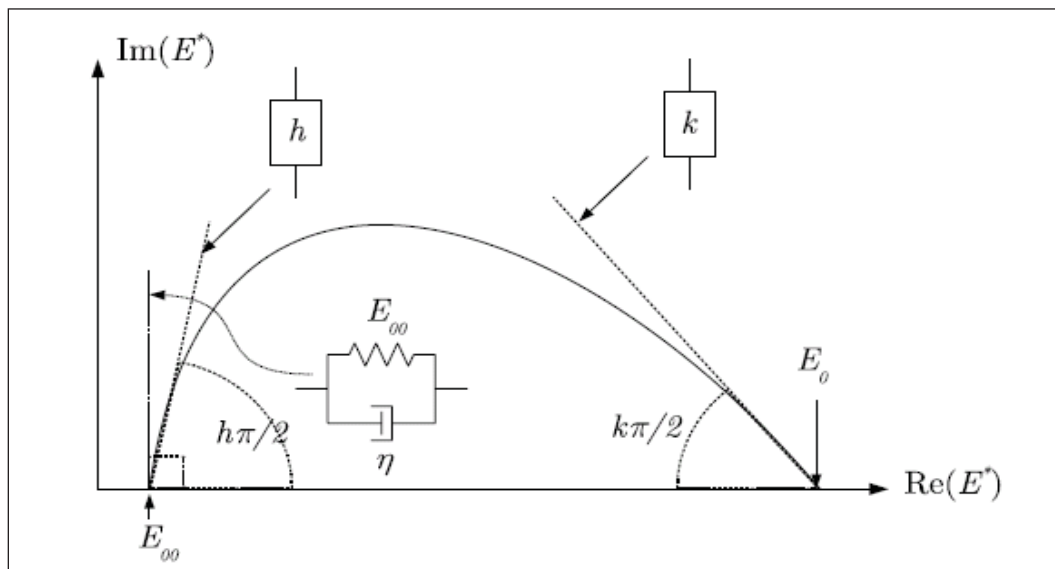 Im(E*)
h
k
E₀₀
E₀
hπ/2
kπ/2
η
Re(E*)
E₀₀